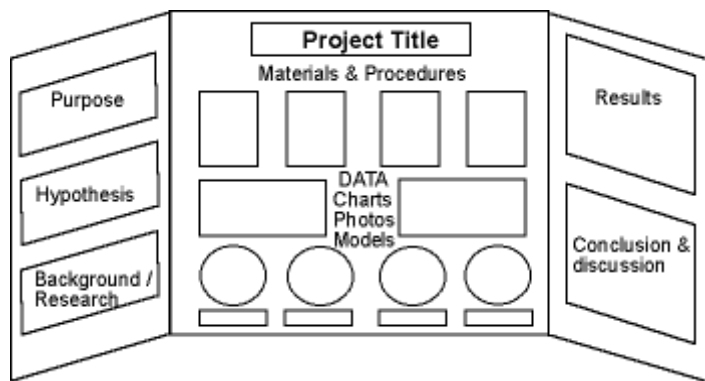 Project Title
Materials & Procedures
Purpose
Hypothesis
Background /
Research
DATA
Charts
Photos
Models
Results
Conclusion &
discussion